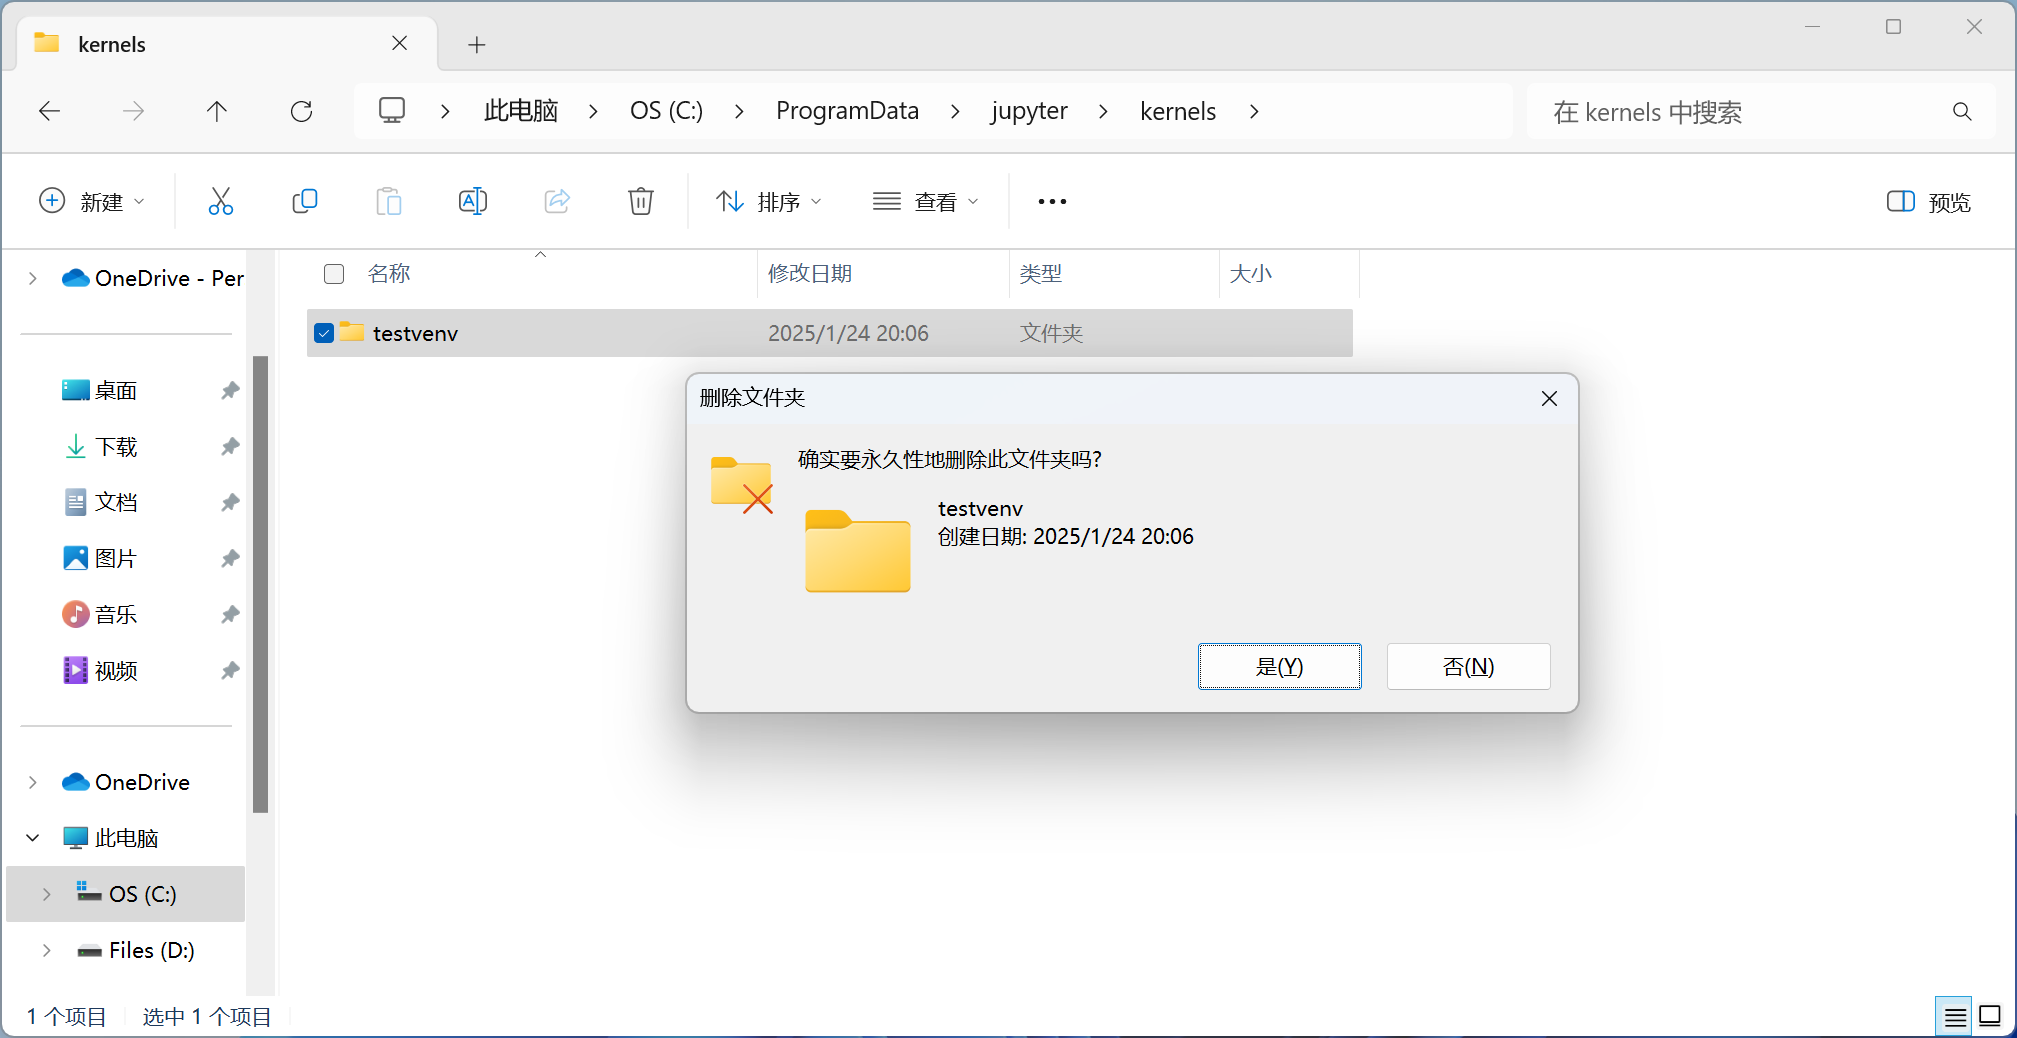 kernels
此电脑 OS (C:) ProgramData jupyter kernels 在 kernels 中搜索
新建 排序 查看 预览
OneDrive - Per
桌面
下载
文档
图片
音乐
视频
OneDrive
此电脑
OS (C:)
Files (D:)
名称 修改日期 类型 大小
testvenv 2025/1/24 20:06 文件夹
删除文件夹
确实要永久性地删除此文件夹吗?
testvenv
创建日期: 2025/1/24 20:06
是(Y) 否(N)
1 个项目 选中 1 个项目